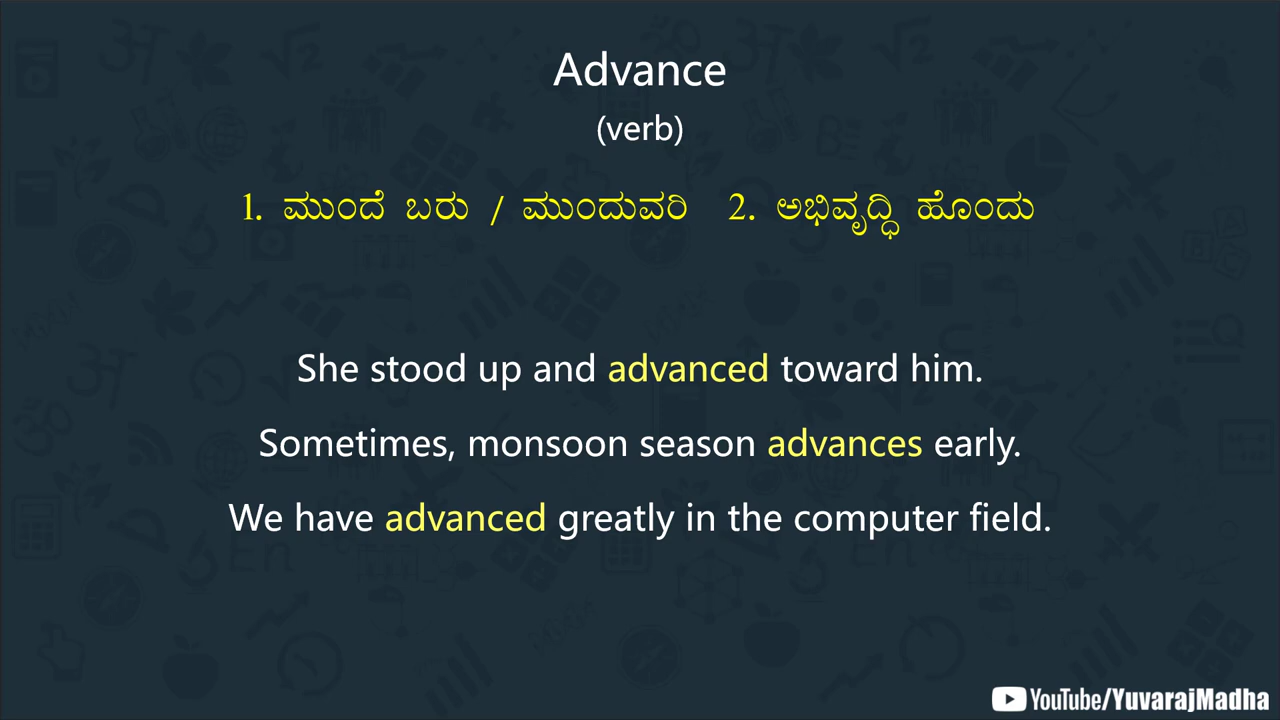 Advance
(verb)
1. ಮುಂದೆ ಬರು / ಮುಂದುವರಿ 2. ಅಭಿವೃದ್ಧಿ ಹೊಂದು
She stood up and advanced toward him.
Sometimes, monsoon season advances early.
We have advanced greatly in the computer field.
YouTube/YuvarajMadha